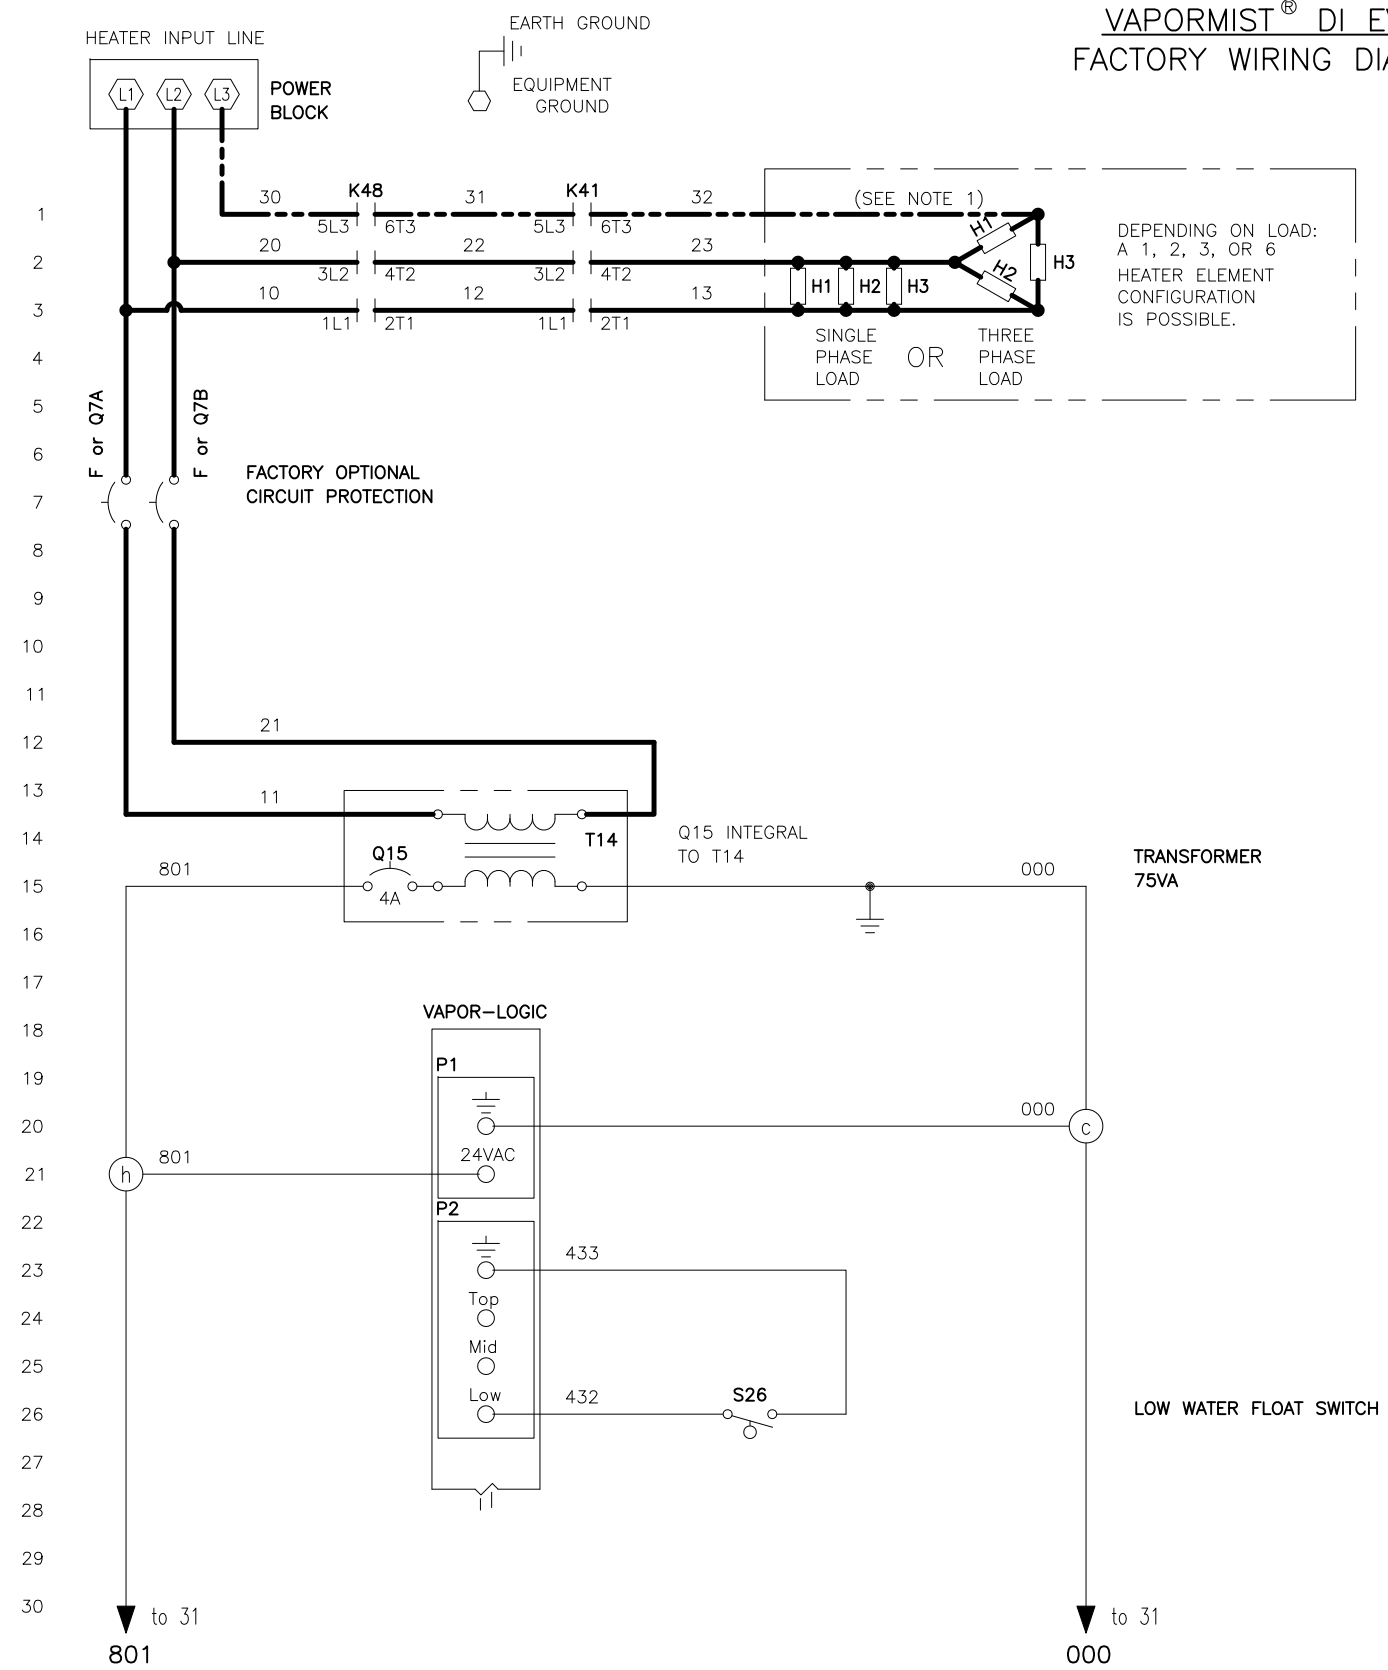 VAPORMIST® DI
FACTORY WIRING
HEATER INPUT LINE
EARTH GROUND
EQUIPMENT
GROUND
L1 L2 L3
POWER
BLOCK
30 K48 31 K41 32 (SEE NOTE 1)
1
5L3 6T3 5L3 6T3
H1
20 22 23
2
3L2 4T2 3L2 4T2
H1 H2 H3 H2 H3
10 12 13
3
1L1 2T1 1L1 2T1
DEPENDING ON LOAD:
A 1, 2, 3, OR 6
HEATER ELEMENT
CONFIGURATION
IS POSSIBLE.
SINGLE
PHASE
LOAD
OR
THREE
PHASE
LOAD
4
5
F or Q7A
F or Q7B
6
FACTORY OPTIONAL
CIRCUIT PROTECTION
7
8
9
10
11
21
12
13
11
14
T14
Q15 INTEGRAL
TO T14
Q15
801
4A
000
TRANSFORMER
75VA
15
16
17
VAPOR-LOGIC
18
P1
19
000
20
c
24VAC
801
21
h
P2
22
433
23
Top
24
Mid
25
Low
432
S26
26
LOW WATER FLOAT SWITCH
27
28
29
30
to 31
801
to 31
000